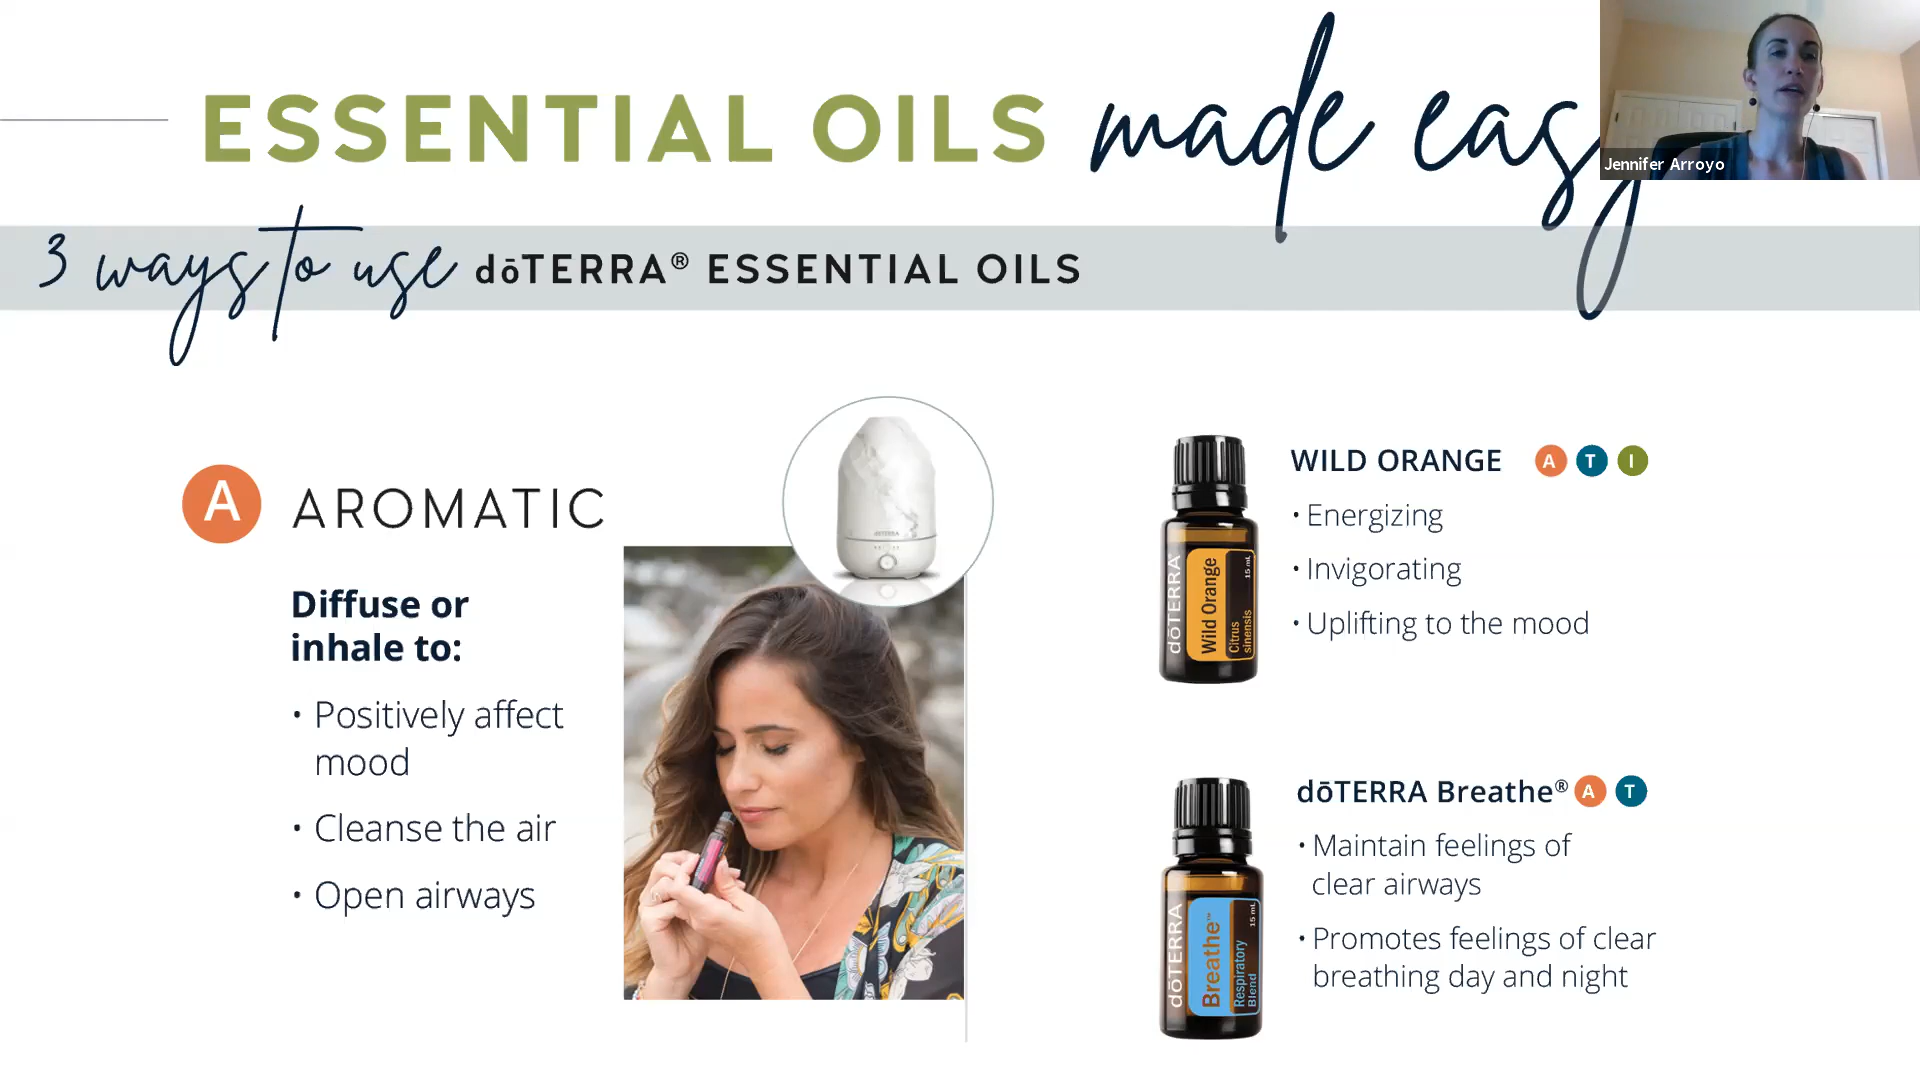 ESSENTIAL OILS made easy
Jennifer Arroyo
3 ways to use dōTERRA® ESSENTIAL OILS
A AROMATIC
Diffuse or
inhale to:
• Positively affect
mood
• Cleanse the air
• Open airways
dōTERRA
WILD ORANGE A T I
• Energizing
• Invigorating
• Uplifting to the mood
dōTERRA
Wild Orange
Citrus
sinensis
15 mL
dōTERRA Breathe® A T
• Maintain feelings of
clear airways
• Promotes feelings of clear
breathing day and night
dōTERRA
Breathe™
Respiratory
Blend
15 mL